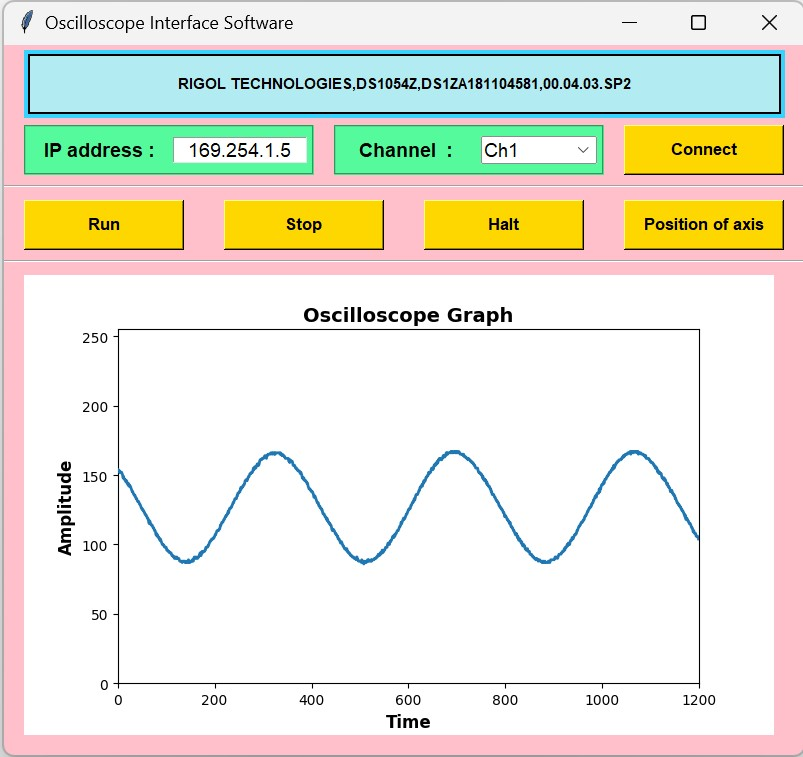 Oscilloscope Interface Software
RIGOL TECHNOLOGIES,DS1054Z,DS1ZA181104581,00.04.03.SP2
IP address : 169.254.1.5 Channel : Ch1 Connect
Run Stop Halt Position of axis
Oscilloscope Graph
250
200
150
100
50
0
Amplitude
0 200 400 600 800 1000 1200
Time